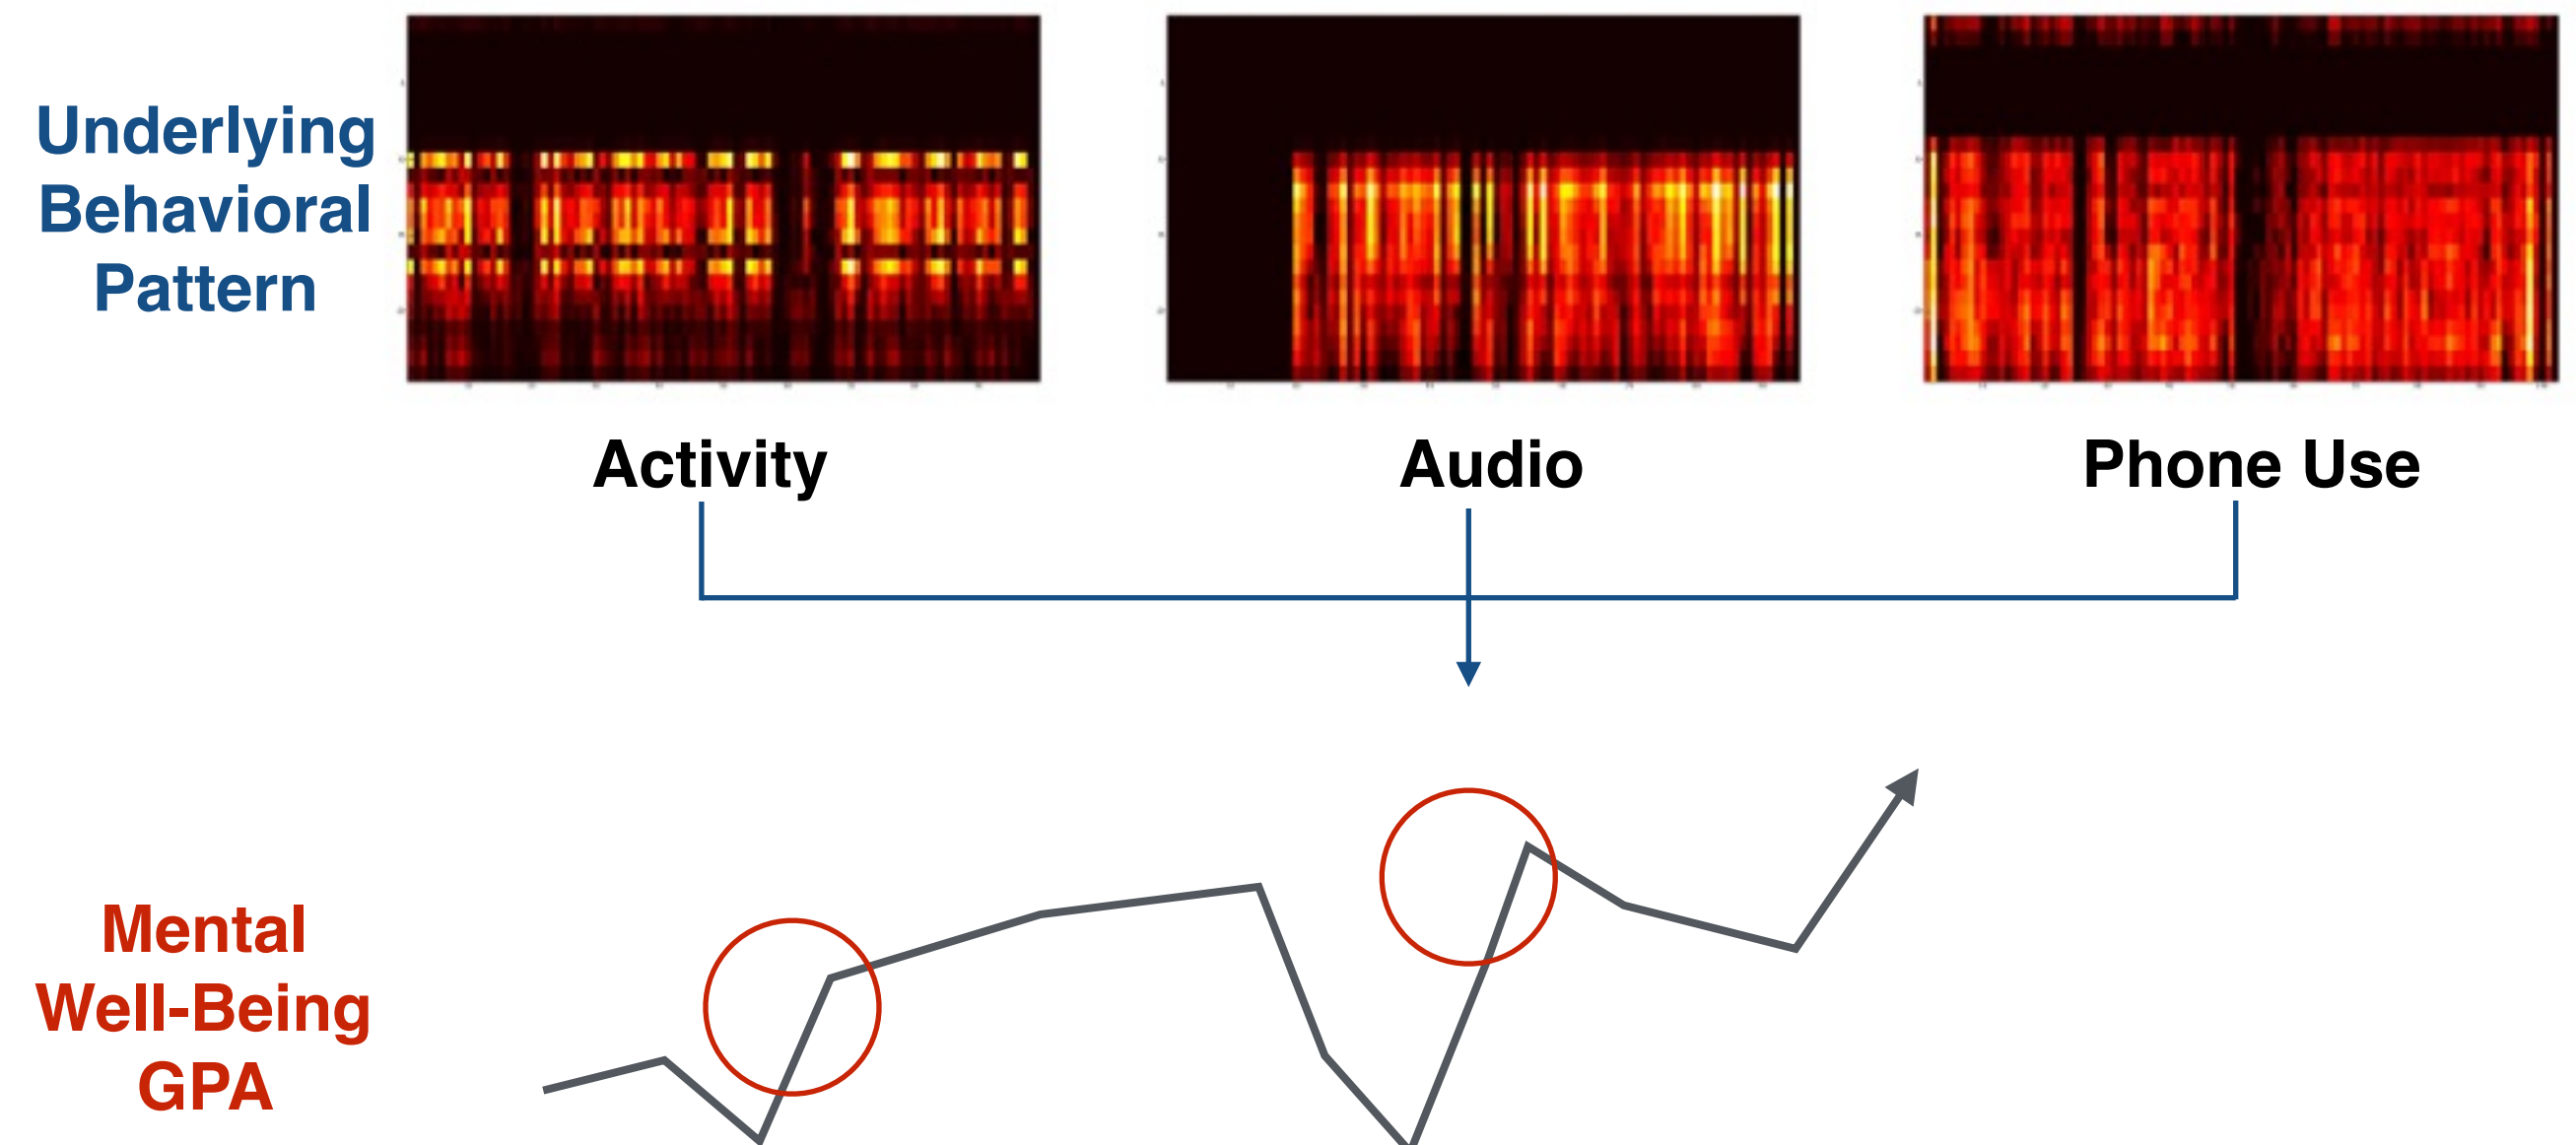 Underlying
Behavioral
Pattern
Activity
Audio
Phone Use
Mental
Well-Being
GPA